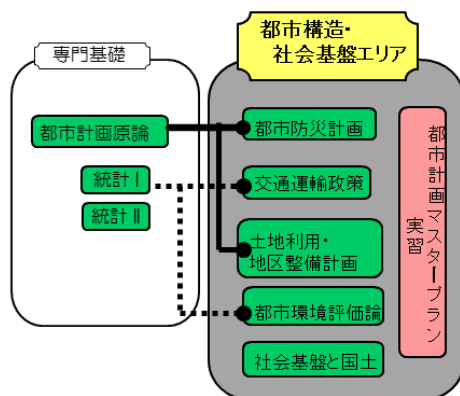 専門基礎
都市計画原論
統計Ⅰ
統計Ⅱ
都市構造・
社会基盤エリア
都市防災計画
交通運輸政策
土地利用・
地区整備計画
都市環境評価論
社会基盤と国土
都市計画マスタープラン
実習